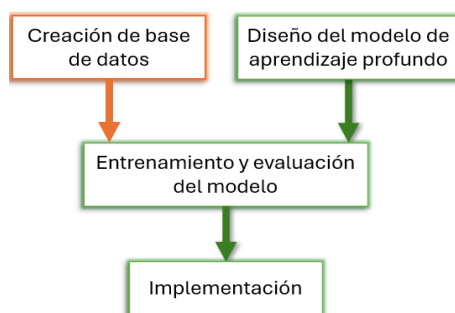 Creación de base
de datos
Diseño del modelo de
aprendizaje profundo
Entrenamiento y evaluación
del modelo
Implementación